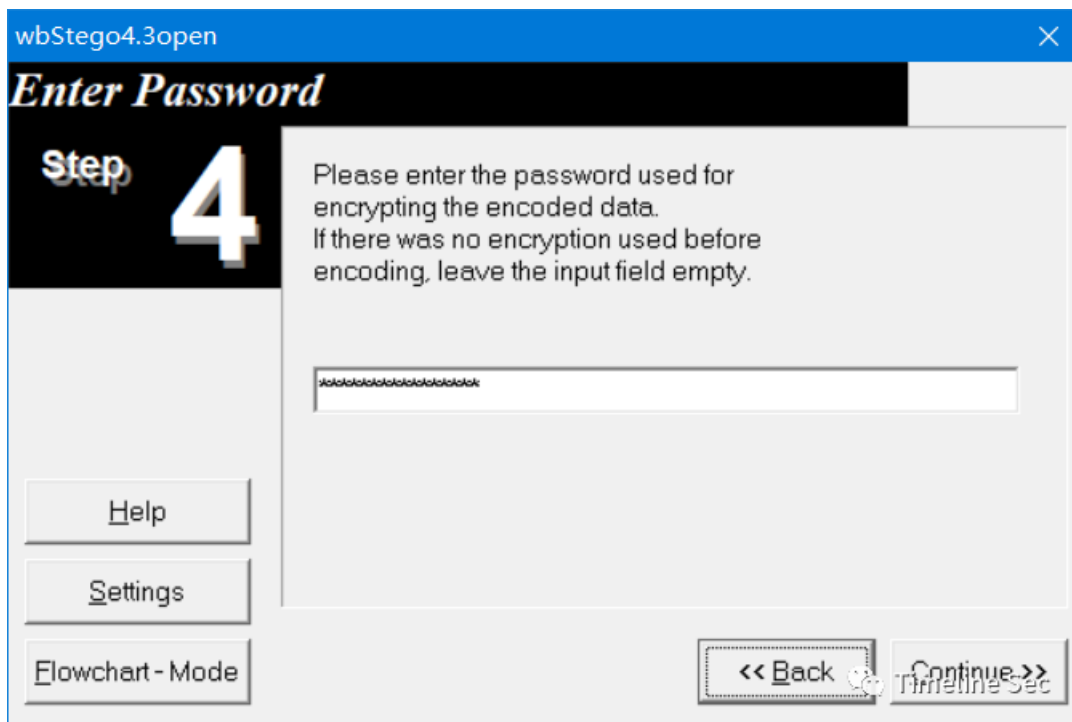 wbStego4.3open
Enter Password
Step 4
Please enter the password used for
encrypting the encoded data.
If there was no encryption used before
encoding, leave the input field empty.
Help
Settings
Flowchart - Mode
<< Back
Continue >>
Timeline Sec